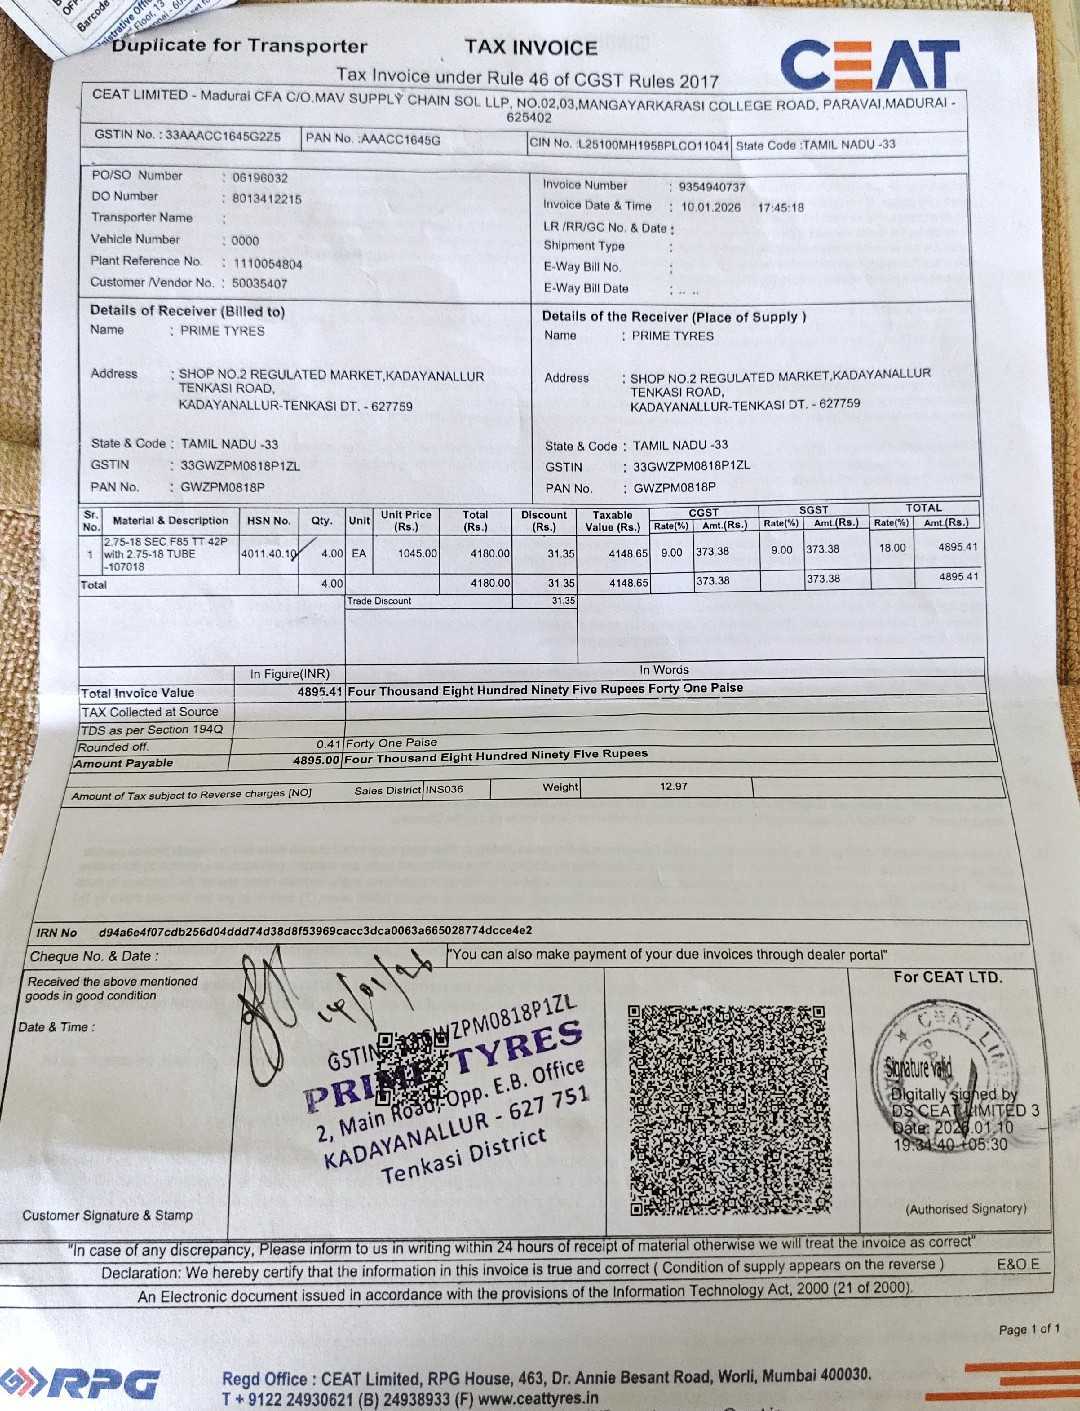 Duplicate for Transporter
TAX INVOICE
CEAT
Tax Invoice under Rule 46 of CGST Rules 2017
CEAT LIMITED - Madurai CFA C/O.MAV SUPPLY CHAIN SOL LLP, NO.02,03,MANGAYARKARASI COLLEGE ROAD, PARAVAI,MADURAI -
625402
GSTIN No. : 33AAACC1645G2Z5 PAN No. :AAACC1645G CIN No. :L25100MH1958PLCO11041 State Code :TAMIL NADU -33
PO/SO Number : 06196032
DO Number : 8013412215
Transporter Name :
Vehicle Number : 0000
Plant Reference No. : 1110054804
Customer /Vendor No. : 50035407
Invoice Number : 9354940737
Invoice Date & Time : 10.01.2026 17:45:18
LR /RR/GC No. & Date :
Shipment Type :
E-Way Bill No. :
E-Way Bill Date : .. ..
Details of Receiver (Billed to)
Name : PRIME TYRES
Address : SHOP NO.2 REGULATED MARKET,KADAYANALLUR
TENKASI ROAD,
KADAYANALLUR-TENKASI DT. - 627759
State & Code : TAMIL NADU -33
GSTIN : 33GWZPM0818P1ZL
PAN No. : GWZPM0818P
Details of the Receiver (Place of Supply )
Name : PRIME TYRES
Address : SHOP NO.2 REGULATED MARKET,KADAYANALLUR
TENKASI ROAD,
KADAYANALLUR-TENKASI DT. - 627759
State & Code : TAMIL NADU -33
GSTIN : 33GWZPM0818P1ZL
PAN No. : GWZPM0818P
Sr. No. Material & Description HSN No. Qty. Unit Unit Price (Rs.) Total (Rs.) Discount (Rs.) Taxable Value (Rs.) CGST Rate(%) Amt.(Rs.) SGST Rate(%) Amt.(Rs.) TOTAL Rate(%) Amt.(Rs.)
1 2.75-18 SEC F85 TT 42P with 2.75-18 TUBE -107018 4011.40.10 4.00 EA 1045.00 4180.00 31.35 4148.65 9.00 373.38 9.00 373.38 18.00 4895.41
Total 4.00 4180.00 31.35 4148.65 373.38 373.38 4895.41
Trade Discount 31.35
In Figure(INR) In Words
Total Invoice Value 4895.41 Four Thousand Eight Hundred Ninety Five Rupees Forty One Paise
TAX Collected at Source
TDS as per Section 194Q
Rounded off. 0.41 Forty One Paise
Amount Payable 4895.00 Four Thousand Eight Hundred Ninety Five Rupees
Amount of Tax subject to Reverse charges [NO] Sales District INS036 Weight 12.97
IRN No d94a6e4f07cdb256d04ddd74d38d8f53969cacc3dca0063a665028774dcce4e2
Cheque No. & Date :
"You can also make payment of your due invoices through dealer portal"
Received the above mentioned
goods in good condition
Date & Time :
14/01/26
GSTIN 33GWZPM0818P1ZL
PRIME TYRES
2, Main Road, Opp. E.B. Office
KADAYANALLUR - 627 751
Tenkasi District
Customer Signature & Stamp
For CEAT LTD.
CEAT LIMI
Signature valid
Digitally signed by
DS CEAT LIMITED 3
Date: 2026.01.10
19:34:40 +05:30
(Authorised Signatory)
"In case of any discrepancy, Please inform to us in writing within 24 hours of receipt of material otherwise we will treat the invoice as correct"
Declaration: We hereby certify that the information in this invoice is true and correct ( Condition of supply appears on the reverse ) E&O.E
An Electronic document issued in accordance with the provisions of the Information Technology Act, 2000 (21 of 2000).
Page 1 of 1
RPG
Regd Office : CEAT Limited, RPG House, 463, Dr. Annie Besant Road, Worli, Mumbai 400030.
T + 9122 24930621 (B) 24938933 (F) www.ceattyres.in